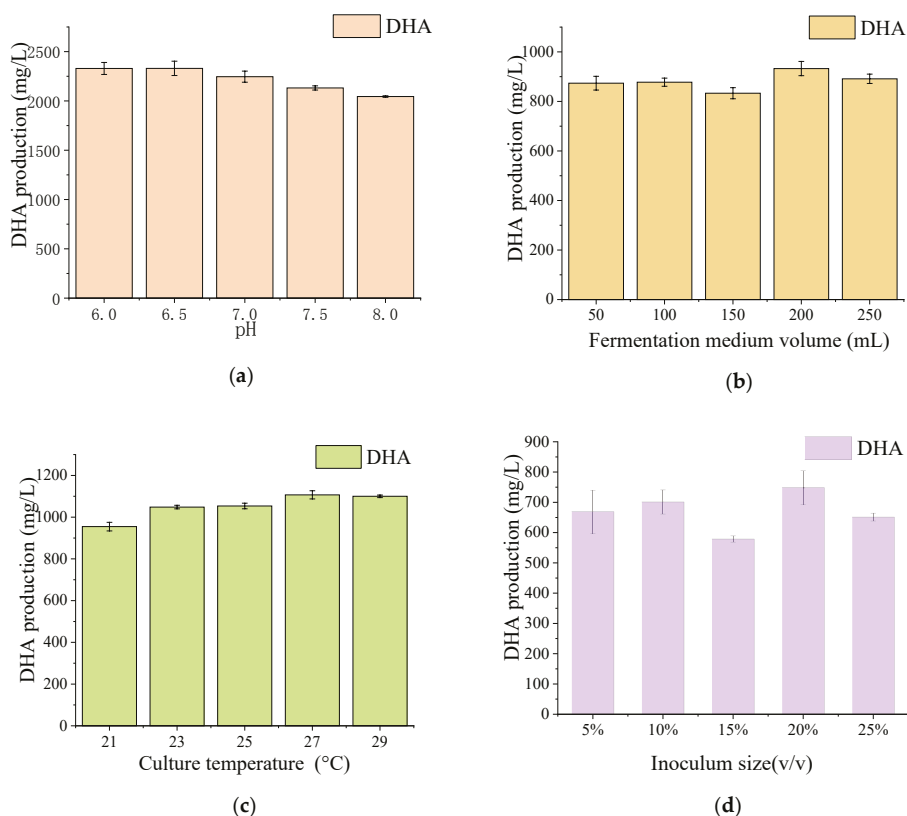 DHA
DHA production (mg/L)
2500
2000
1500
1000
500
0
6.0 6.5 7.0 7.5 8.0
pH
(a)
DHA
DHA production (mg/L)
1000
800
600
400
200
0
50 100 150 200 250
Fermentation medium volume (mL)
(b)
DHA
DHA production (mg/L)
1200
1000
800
600
400
200
0
21 23 25 27 29
Culture temperature (°C)
(c)
DHA
DHA production (mg/L)
900
800
700
600
500
400
300
200
100
0
5% 10% 15% 20% 25%
Inoculum size(v/v)
(d)